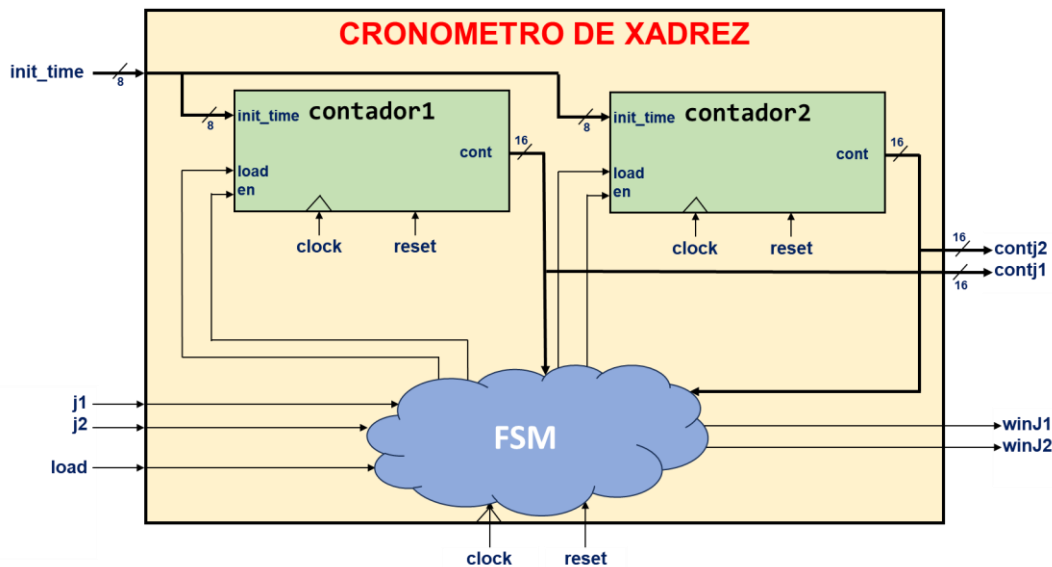 CRONOMETRO DE XADREZ
init_time
8
init_time
8
contador1
cont
16
load
en
clock
reset
init_time
8
contador2
cont
16
load
en
clock
reset
16
contj2
contj1
16
j1
j2
load
FSM
winJ1
winJ2
clock
reset